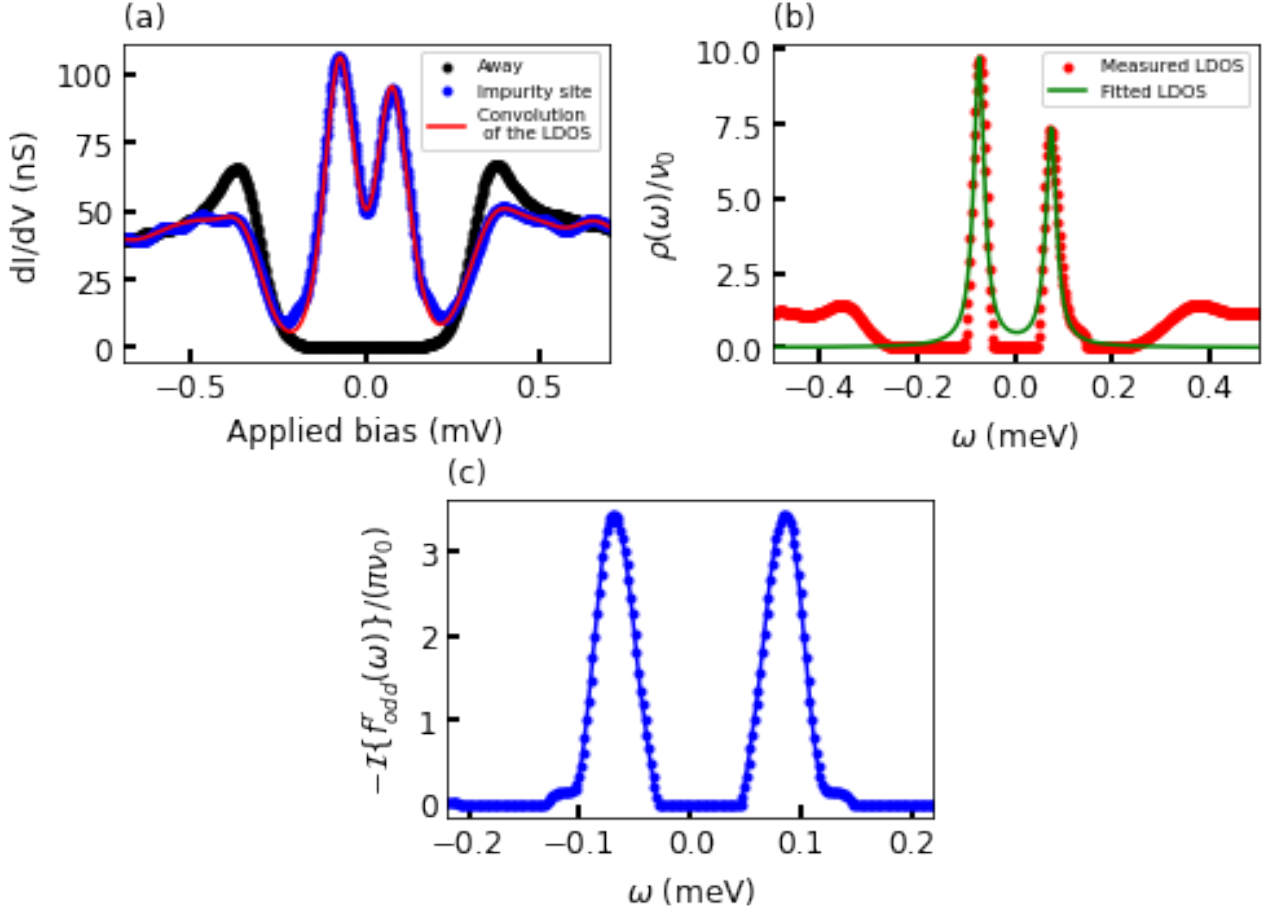 (a)
dI/dV (nS)
100
75
50
25
0
−0.5
0.0
0.5
Applied bias (mV)
Away
Impurity site
Convolution
of the LDOS
(b)
ρ(ω)/ν₀
10.0
7.5
5.0
2.5
0.0
−0.4
−0.2
0.0
0.2
0.4
ω (meV)
Measured LDOS
Fitted LDOS
(c)
−ℐ{fʳ_odd(ω)}/(πν₀)
3
2
1
0
−0.2
−0.1
0.0
0.1
0.2
ω (meV)